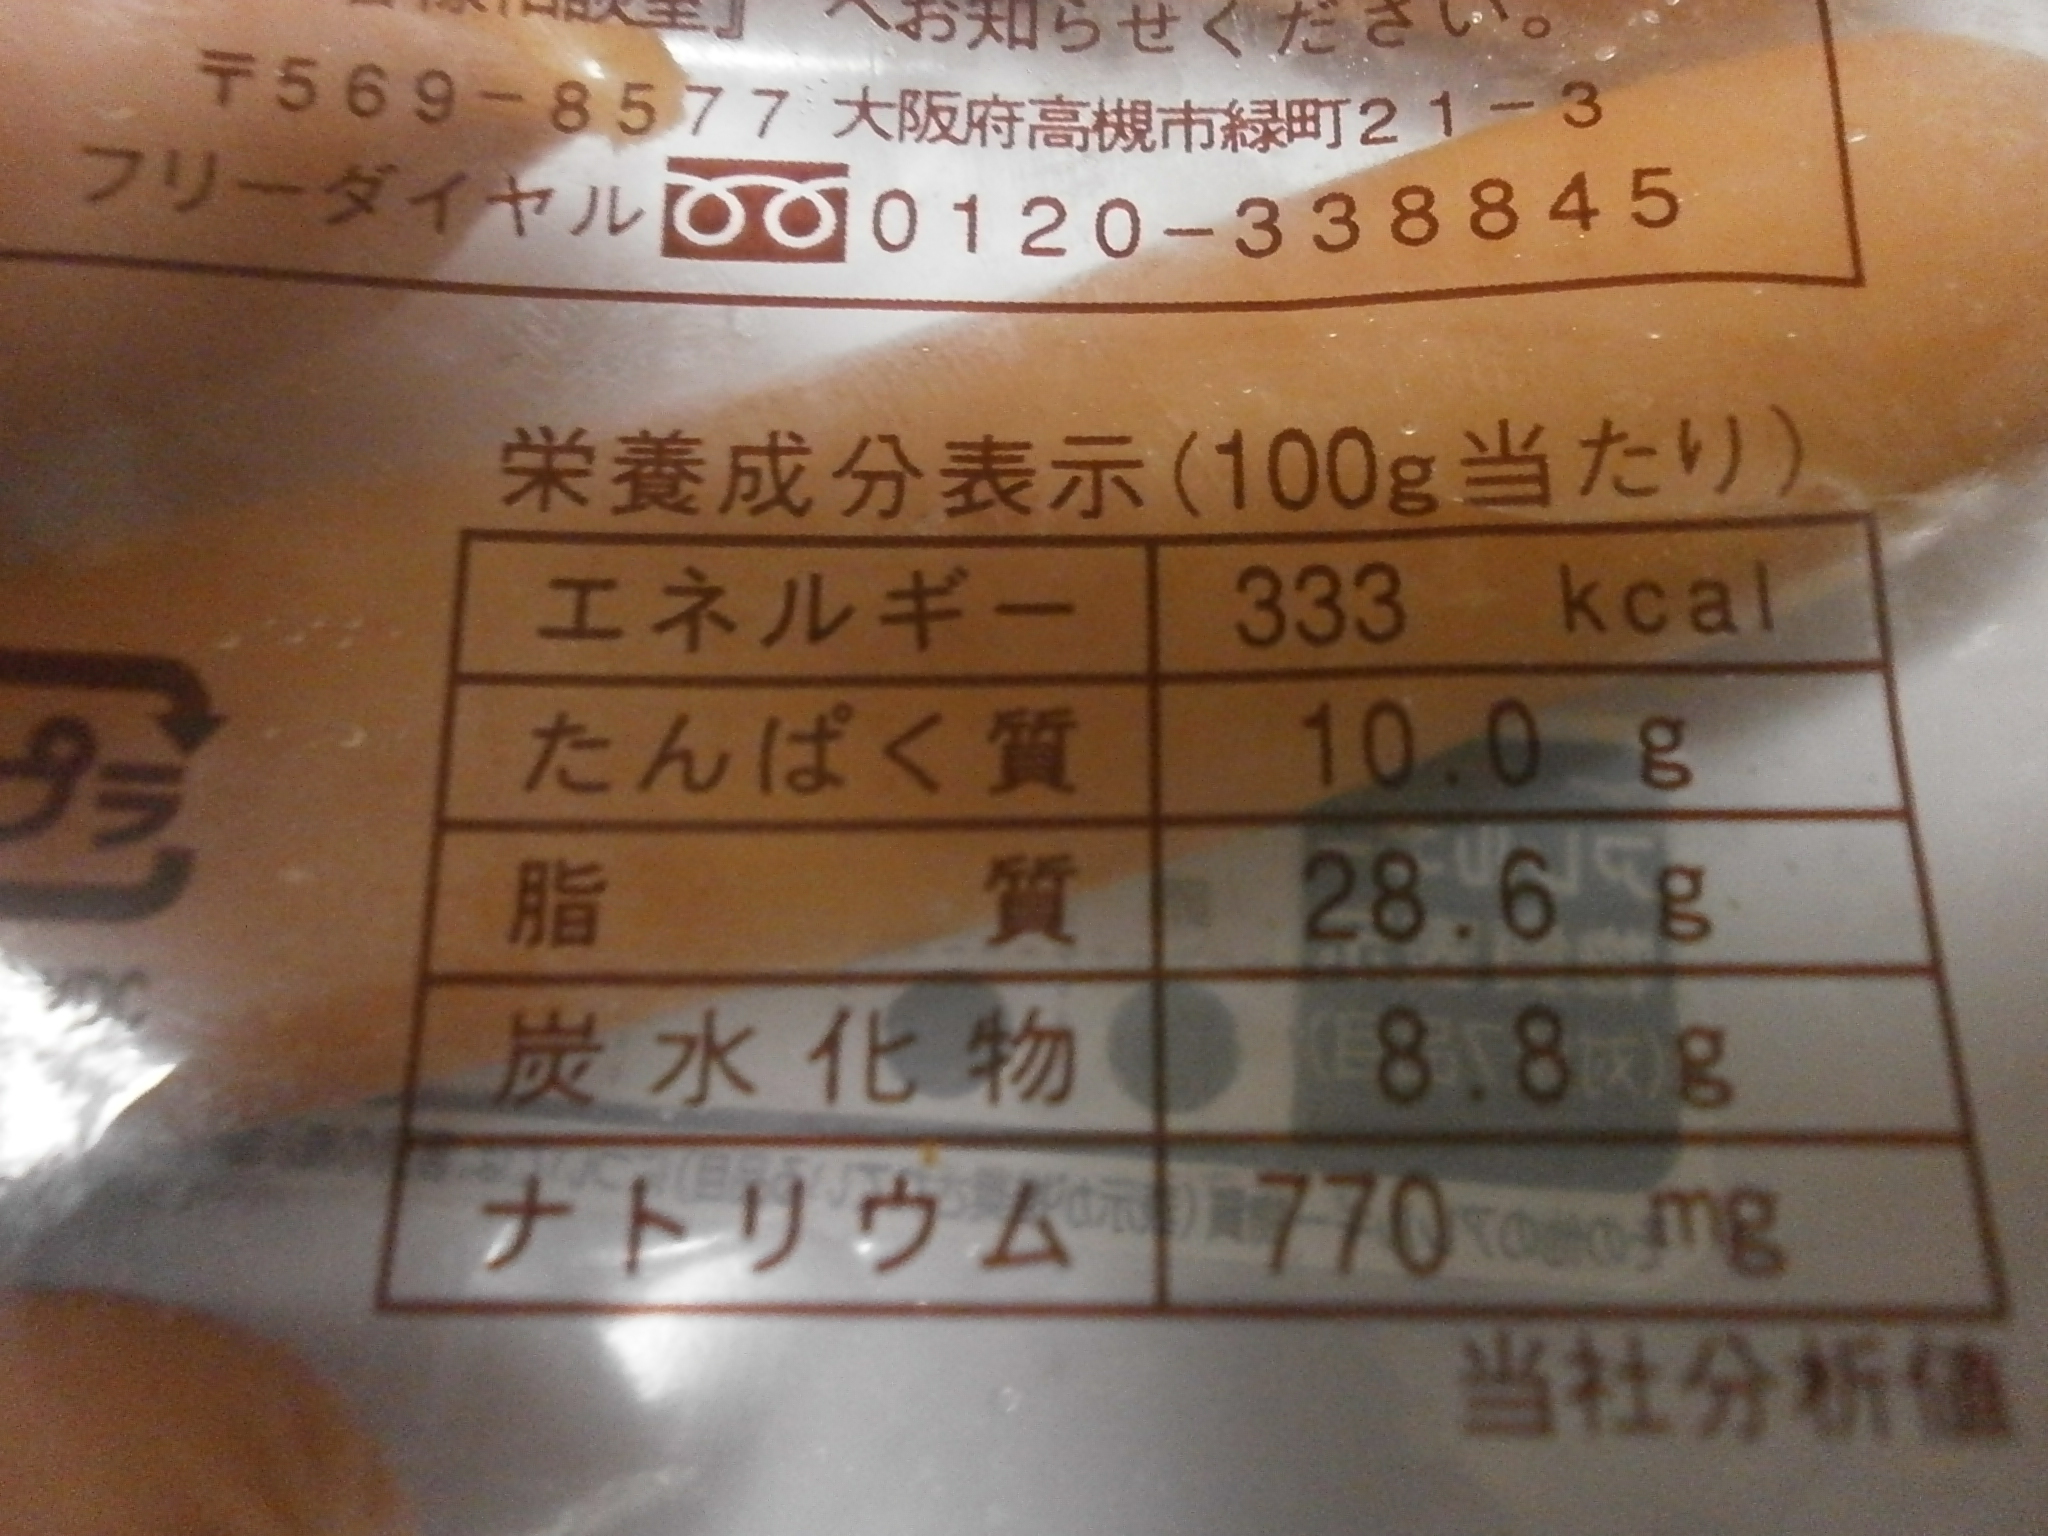 」へお知らせください。
〒569-8577 大阪府高槻市緑町21-3
フリーダイヤル 0120-338845
栄養成分表示(100g当たり)
エネルギー 333 kcal
たんぱく質 10.0 g
脂質 28.6 g
炭水化物 8.8 g
ナトリウム 770 mg
当社分析値
プラ